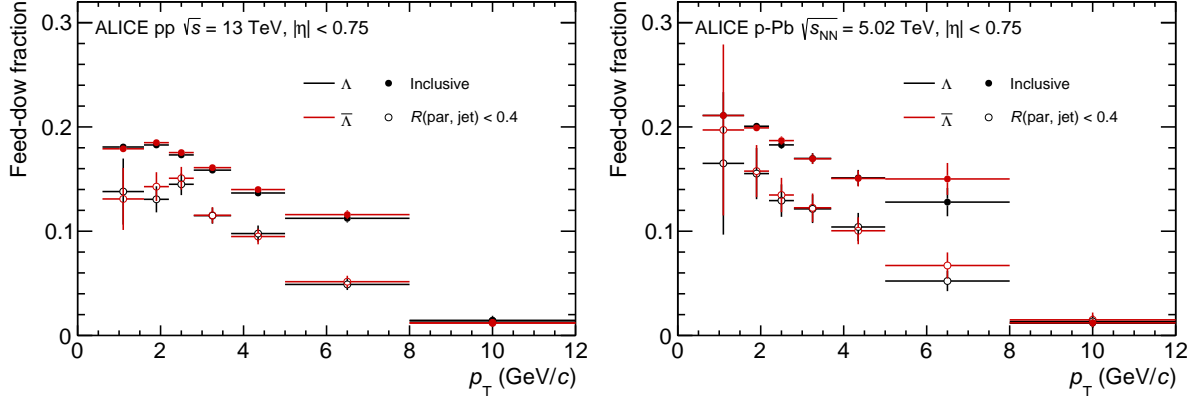 ALICE pp √s = 13 TeV, |η| < 0.75
Λ Inclusive
Λ̅ R(par, jet) < 0.4
Feed-dow fraction
0.3
0.2
0.1
0
0 2 4 6 8 10 12
p_T (GeV/c)
ALICE p-Pb √s_NN = 5.02 TeV, |η| < 0.75
Λ Inclusive
Λ̅ R(par, jet) < 0.4
Feed-dow fraction
0.3
0.2
0.1
0
0 2 4 6 8 10 12
p_T (GeV/c)